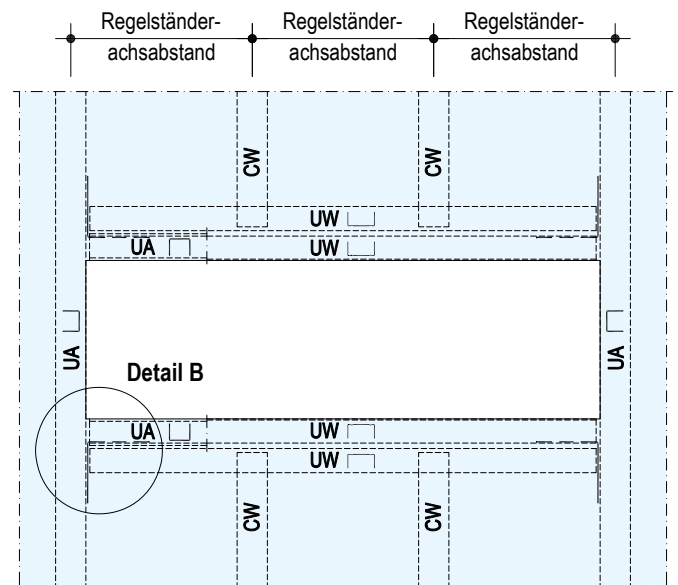 Regelständer- Regelständer- Regelständer-
achsabstand achsabstand achsabstand
CW CW
UW
UA UW
UA UA
Detail B
UA UW
UW
CW CW